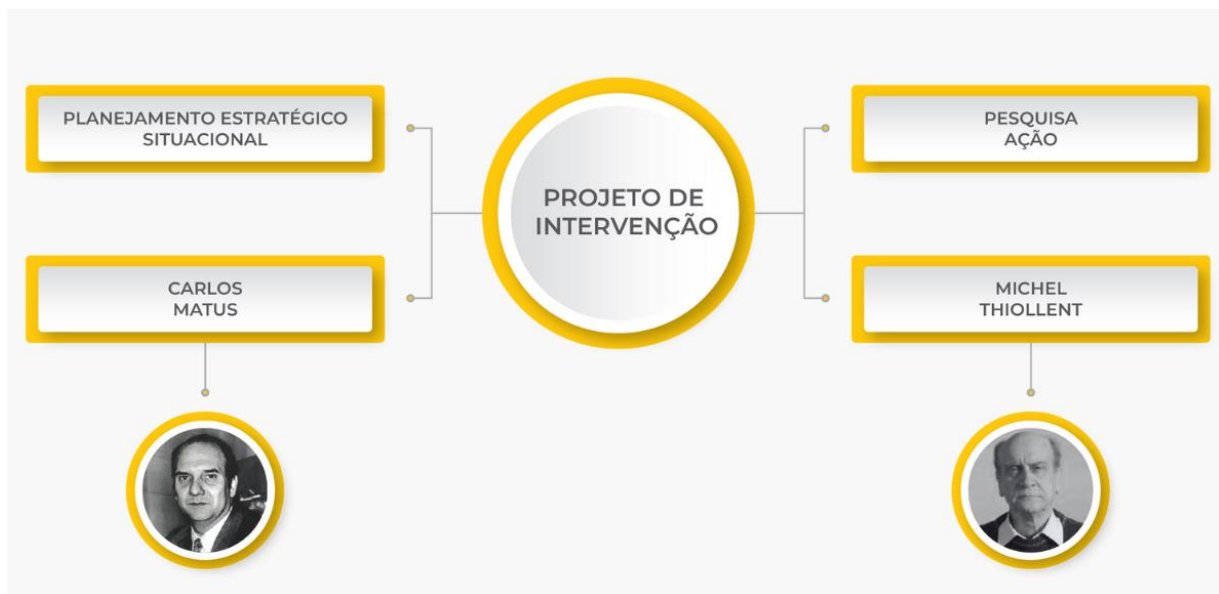 PLANEJAMENTO ESTRATÉGICO
SITUACIONAL
CARLOS
MATUS
PROJETO DE
INTERVENÇÃO
PESQUISA
AÇÃO
MICHEL
THIOLLENT